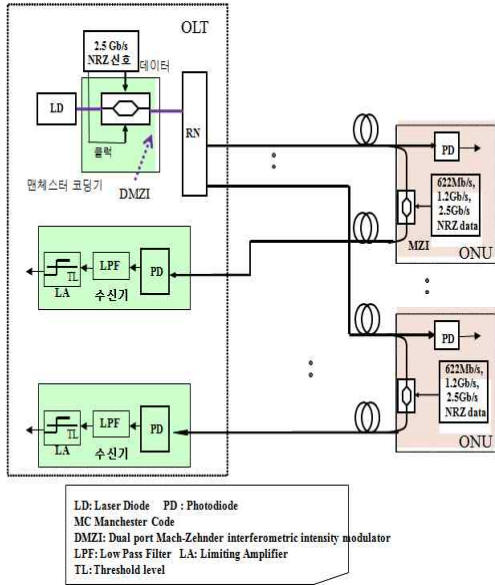 OLT
2.5 Gb/s
NRZ 신호
데이터
LD
RN
클럭
맨체스터 코딩기
DMZI
PD
622Mb/s,
1.2Gb/s,
2.5Gb/s
NRZ data
MZI
ONU
TL
LA
LPF
수신기
PD
PD
622Mb/s,
1.2Gb/s,
2.5Gb/s
NRZ data
ONU
TL
LA
LPF
수신기
PD
LD: Laser Diode PD : Photodiode
MC Manchester Code
DMZI: Dual port Mach-Zehnder interferometric intensity modulator
LPF: Low Pass Filter LA: Limiting Amplifier
TL: Threshold level